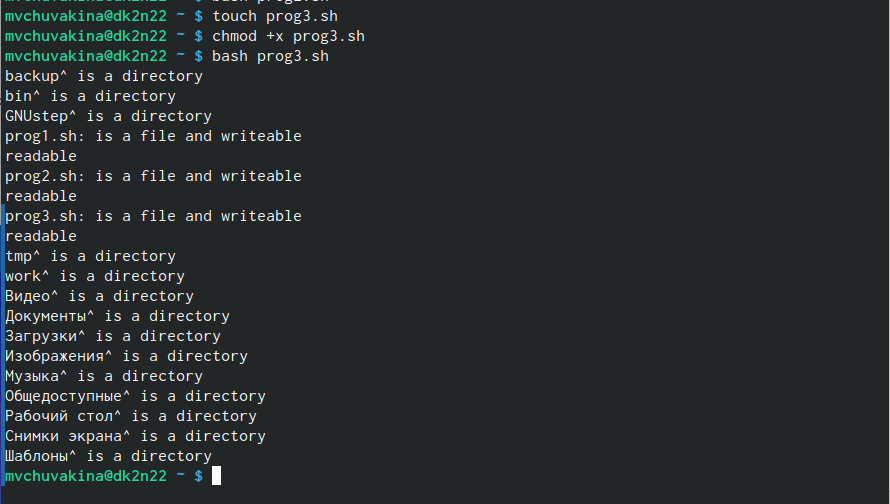 mvchuvakina@dk2n22 ~ $ touch prog3.sh
mvchuvakina@dk2n22 ~ $ chmod +x prog3.sh
mvchuvakina@dk2n22 ~ $ bash prog3.sh
backup^ is a directory
bin^ is a directory
GNUstep^ is a directory
prog1.sh: is a file and writeable
readable
prog2.sh: is a file and writeable
readable
prog3.sh: is a file and writeable
readable
tmp^ is a directory
work^ is a directory
Видео^ is a directory
Документы^ is a directory
Загрузки^ is a directory
Изображения^ is a directory
Музыка^ is a directory
Общедоступные^ is a directory
Рабочий стол^ is a directory
Снимки экрана^ is a directory
Шаблоны^ is a directory
mvchuvakina@dk2n22 ~ $